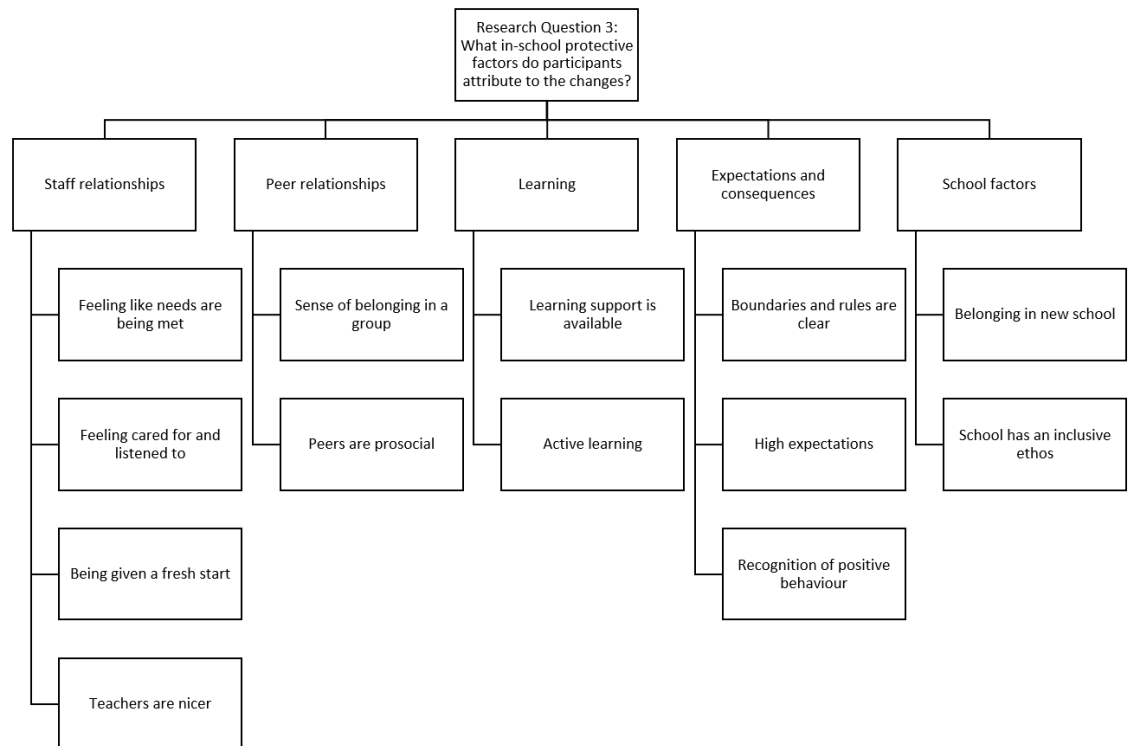 Research Question 3:
What in-school protective
factors do participants
attribute to the changes?
Staff relationships
Peer relationships
Learning
Expectations and
consequences
School factors
Feeling like needs are
being met
Sense of belonging in a
group
Learning support is
available
Boundaries and rules are
clear
Belonging in new school
Feeling cared for and
listened to
Peers are prosocial
Active learning
High expectations
School has an inclusive
ethos
Being given a fresh start
Recognition of positive
behaviour
Teachers are nicer